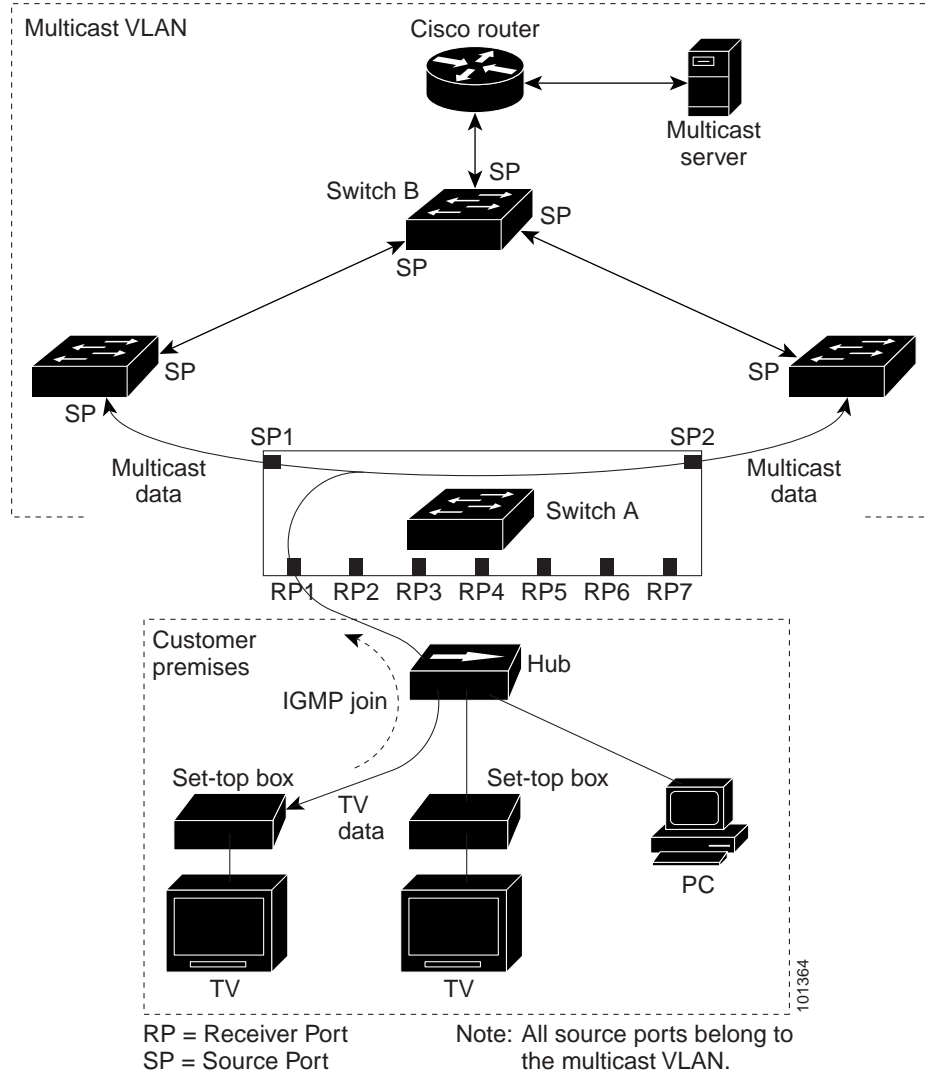 Multicast VLAN
Cisco router
Multicast
server
SP
Switch B
SP
SP
SP
SP
SP
SP1
SP2
Multicast
data
Multicast
data
Switch A
RP1 RP2 RP3 RP4 RP5 RP6 RP7
Customer
premises
Hub
IGMP join
Set-top box
Set-top box
TV
data
PC
TV
TV
101364
RP = Receiver Port
SP = Source Port
Note: All source ports belong to
the multicast VLAN.